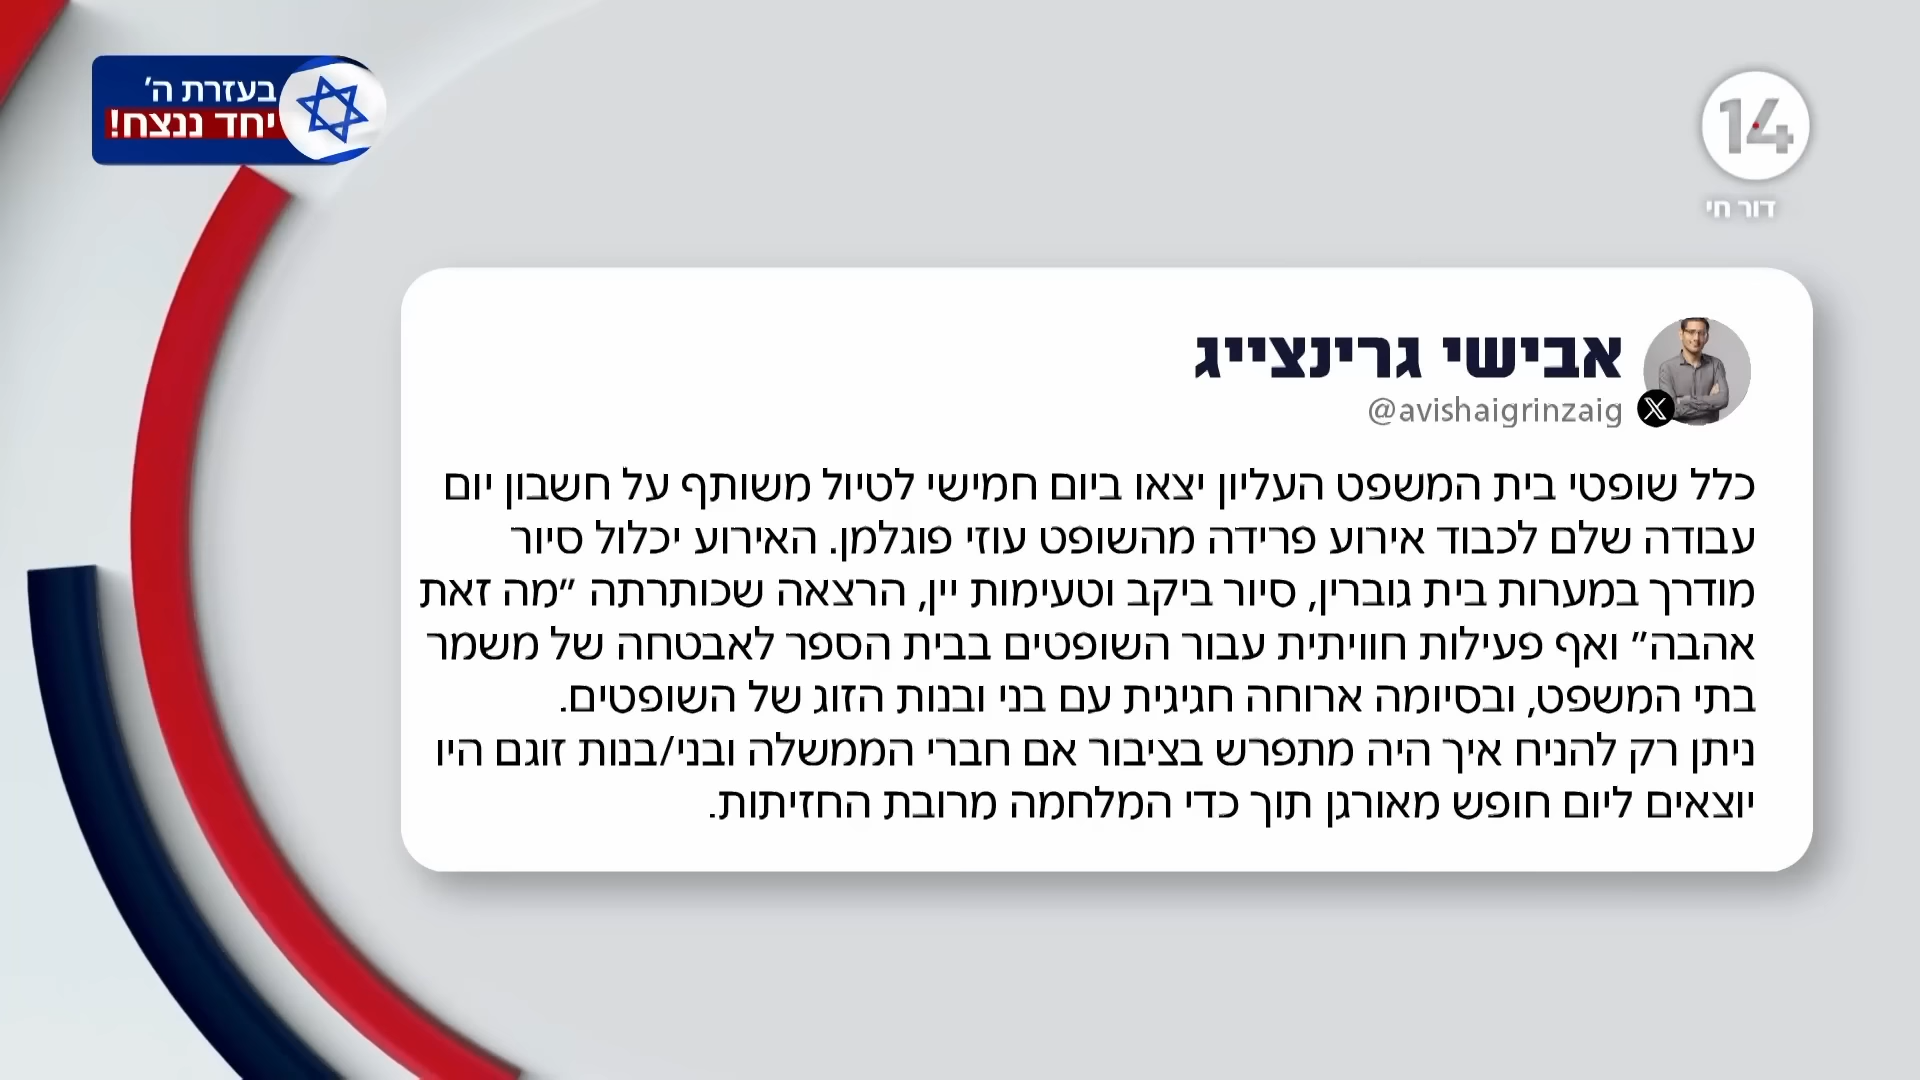 בעזרת ה'
יחד ננצח!
14
דור חי
אבישי גרינצייג
@avishaigrinzaig
כלל שופטי בית המשפט העליון יצאו ביום חמישי לטיול משותף על חשבון יום
עבודה שלם לכבוד אירוע פרידה מהשופט עוזי פוגלמן. האירוע יכלול סיור
מודרך במערות בית גוברין, סיור ביקב וטעימות יין, הרצאה שכותרתה "מה זאת
אהבה" ואף פעילות חוויתית עבור השופטים בבית הספר לאבטחה של משמר
בתי המשפט, ובסיומה ארוחה חגיגית עם בני ובנות הזוג של השופטים.
ניתן רק להניח איך היה מתפרש בציבור אם חברי הממשלה ובני/בנות זוגם היו
יוצאים ליום חופש מאורגן תוך כדי המלחמה מרובת החזיתות.